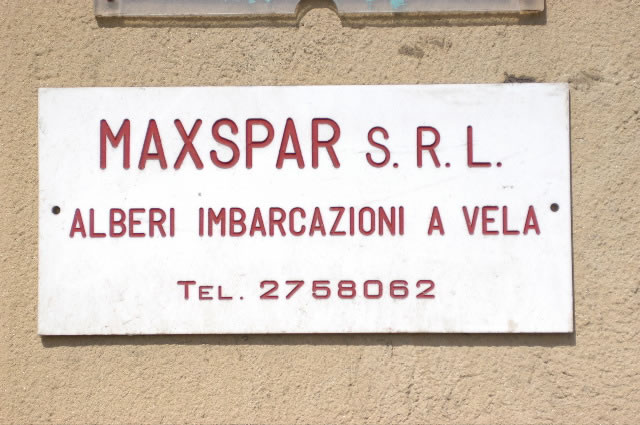 MAXSPAR S. R. L.
ALBERI IMBARCAZIONI A VELA
TEL. 2758062